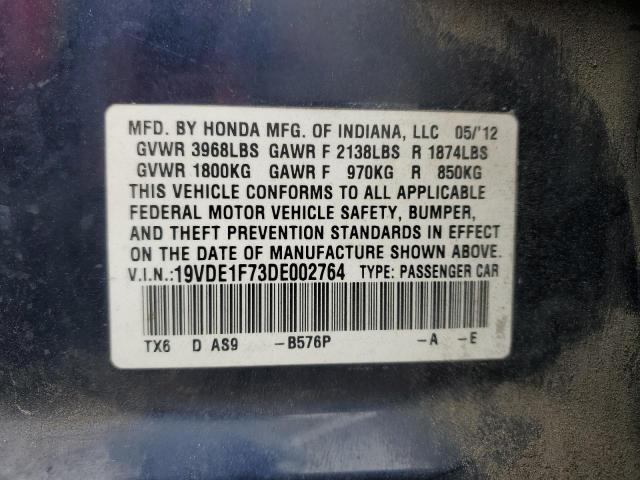 MFD. BY HONDA MFG. OF INDIANA, LLC 05/'12
GVWR 3968LBS GAWR F 2138LBS R 1874LBS
GVWR 1800KG GAWR F 970KG R 850KG
THIS VEHICLE CONFORMS TO ALL APPLICABLE
FEDERAL MOTOR VEHICLE SAFETY, BUMPER,
AND THEFT PREVENTION STANDARDS IN EFFECT
ON THE DATE OF MANUFACTURE SHOWN ABOVE.
V.I.N.:19VDE1F73DE002764 TYPE: PASSENGER CAR
TX6 D AS9 -B576P -A -E